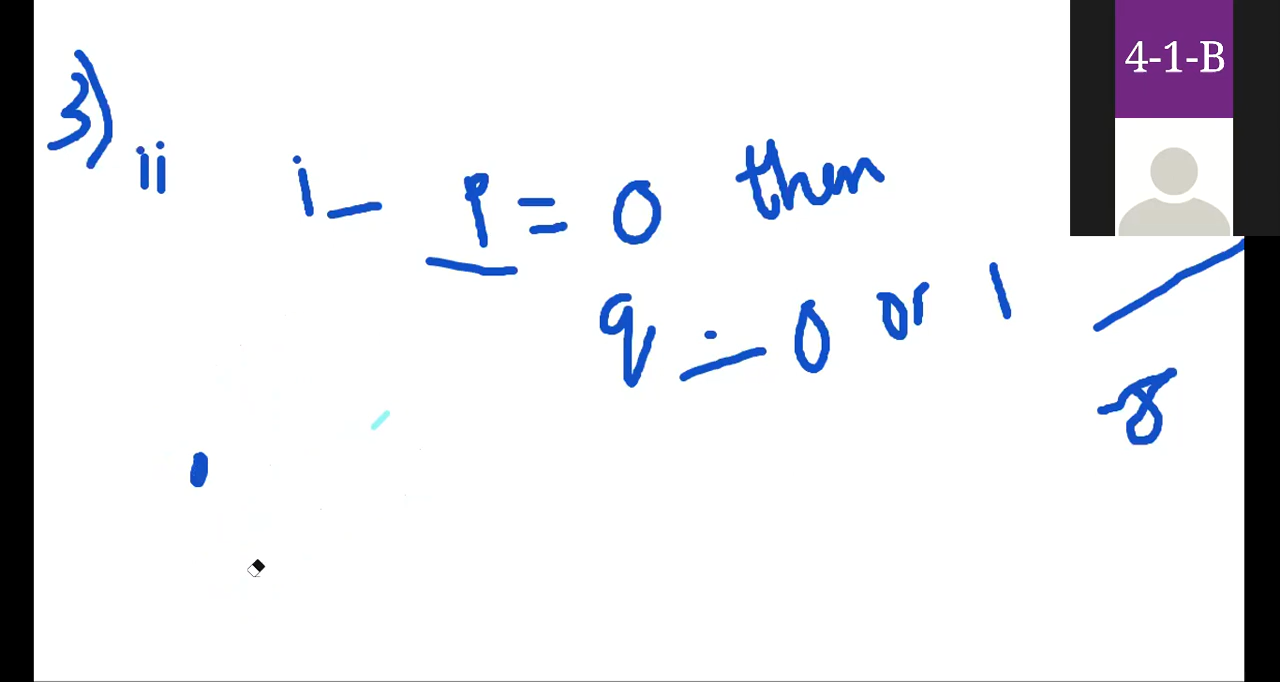 3) ii i - P = 0 then
q = 0 or 1
8
4-1-B